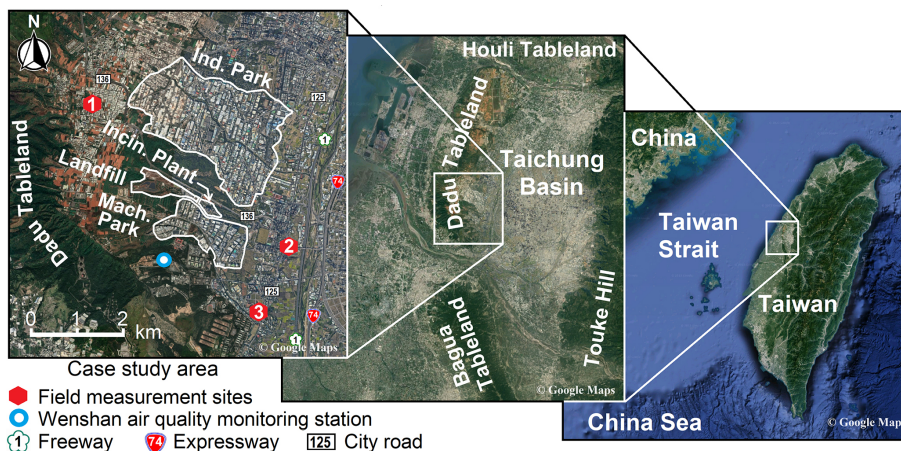 N
Ind. Park
136
1
125
1
Incin. Plant
Landfill
74
Mach.
Park
136
Dadu Tableland
2
125
3
74
1
0 1 2 km
© Google Maps
Houli Tableland
Dadu Tableland
Taichung
Basin
Bagua
Tableland
Touke Hill
© Google Maps
China
Taiwan
Strait
Taiwan
China Sea
© Google Maps
Case study area
Field measurement sites
Wenshan air quality monitoring station
1 Freeway 74 Expressway 125 City road